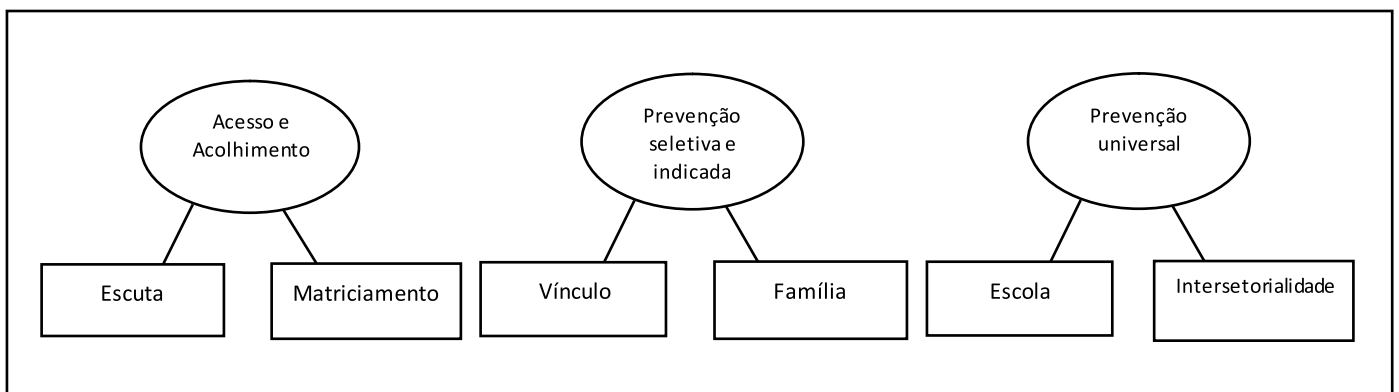 Acesso e
Acolhimento
Prevenção
seletiva e
indicada
Prevenção
universal
Escuta
Matriciamento
Vínculo
Família
Escola
Intersetorialidade